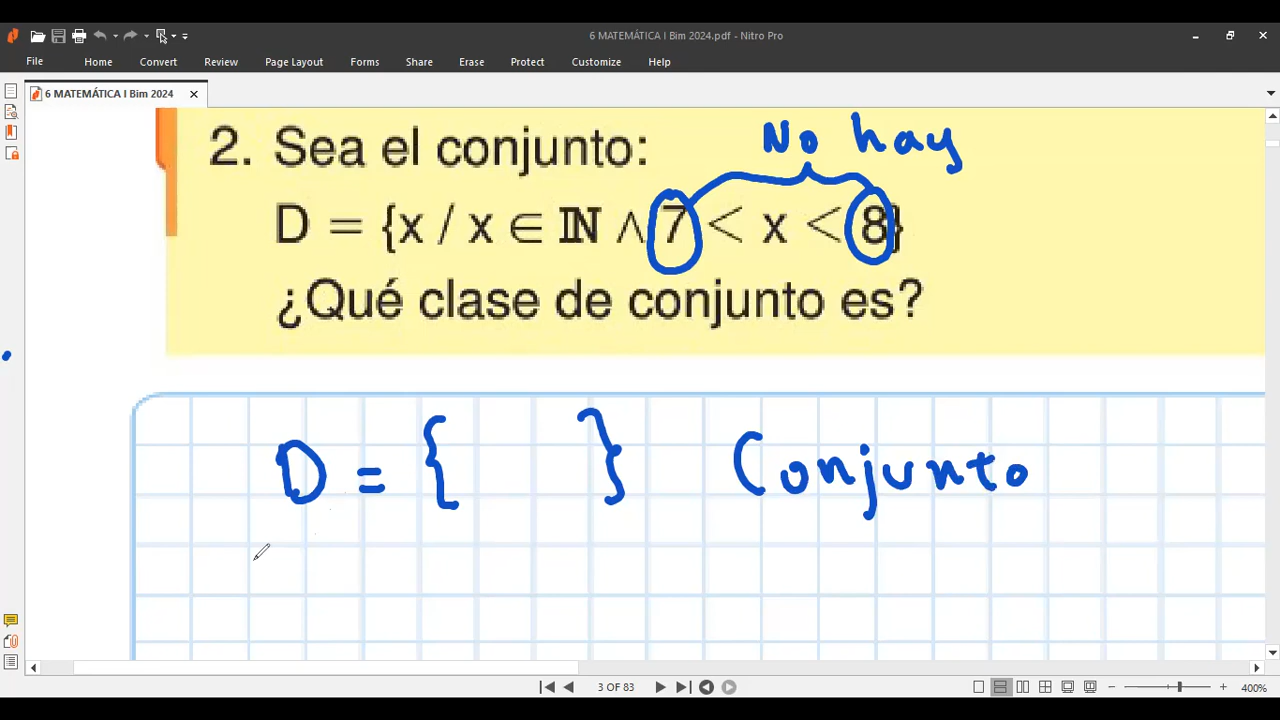 6 MATEMÁTICA I Bim 2024.pdf - Nitro Pro
File Home Convert Review Page Layout Forms Share Erase Protect Customize Help
6 MATEMÁTICA I Bim 2024
No hay
2. Sea el conjunto:
D = {x / x ∈ ℕ ∧ 7 < x < 8}
¿Qué clase de conjunto es?
D = { } Conjunto
3 OF 83
400%